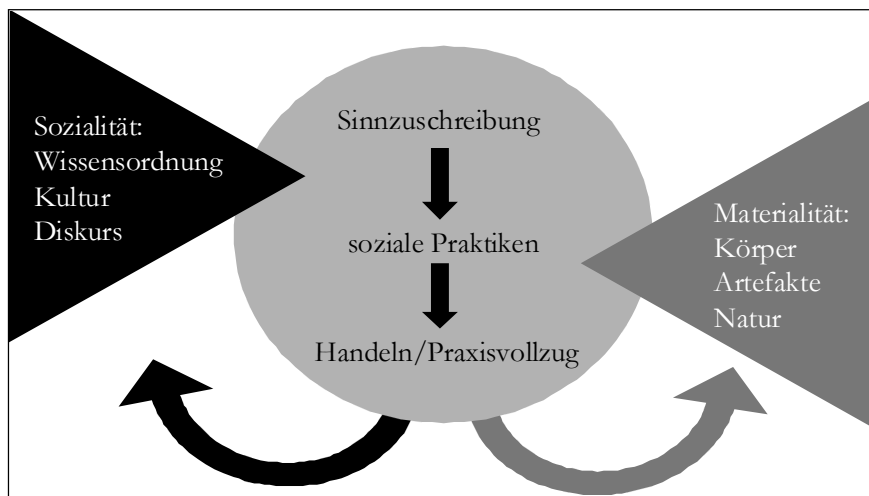 Sozialität:
Wissensordnung
Kultur
Diskurs
Sinnzuschreibung
soziale Praktiken
Handeln/Praxisvollzug
Materialität:
Körper
Artefakte
Natur